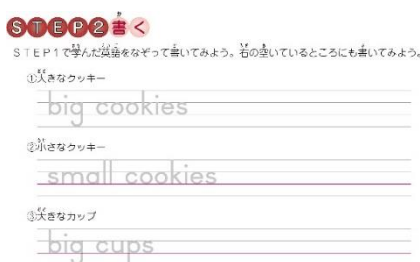 STEP2書く
STEP1で学んだ英語をなぞって書いてみよう。右の空いているところにも書いてみよう。
①大きなクッキー
big cookies
②小さなクッキー
small cookies
③大きなカップ
big cups